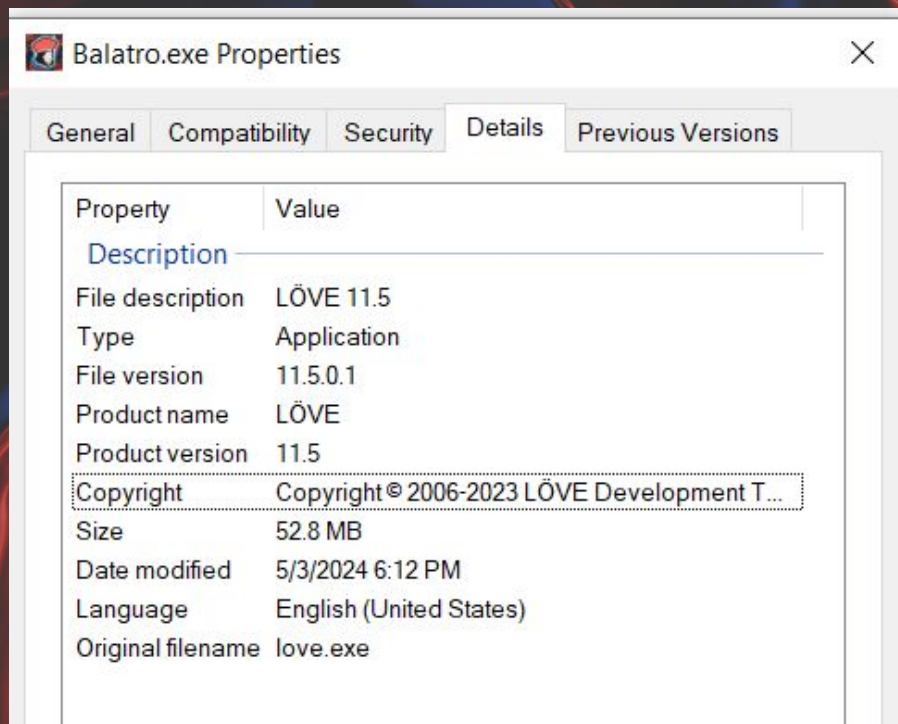 Balatro.exe Properties
General Compatibility Security Details Previous Versions
Property Value
Description
File description LÖVE 11.5
Type Application
File version 11.5.0.1
Product name LÖVE
Product version 11.5
Copyright Copyright © 2006-2023 LÖVE Development T...
Size 52.8 MB
Date modified 5/3/2024 6:12 PM
Language English (United States)
Original filename love.exe